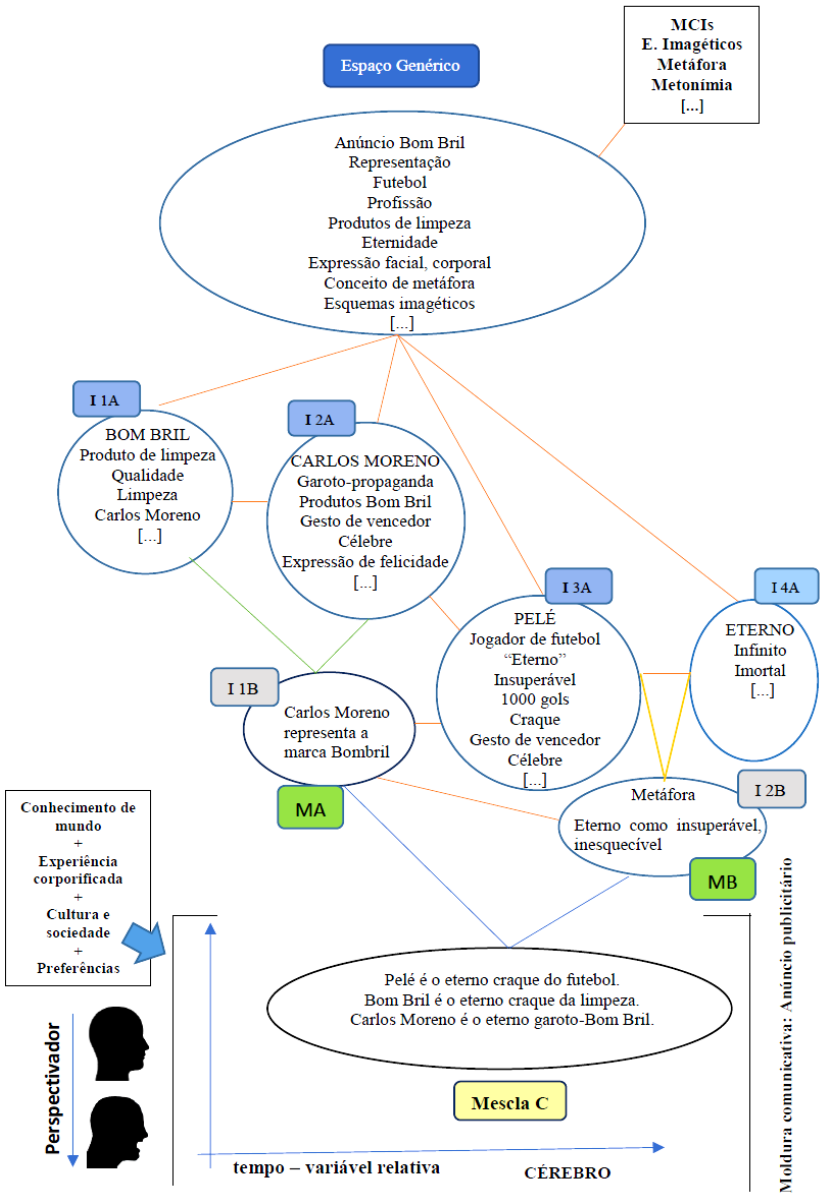 MCIs
E. Imagéticos
Metáfora
Metonímia
[...]
Espaço Genérico
Anúncio Bom Bril
Representação
Futebol
Profissão
Produtos de limpeza
Eternidade
Expressão facial, corporal
Conceito de metáfora
Esquemas imagéticos
[...]
I 1A
BOM BRIL
Produto de limpeza
Qualidade
Limpeza
Carlos Moreno
[...]
I 2A
CARLOS MORENO
Garoto-propaganda
Produtos Bom Bril
Gesto de vencedor
Célebre
Expressão de felicidade
[...]
I 3A
PELÉ
Jogador de futebol
“Eterno”
Insuperável
1000 gols
Craque
Gesto de vencedor
Célebre
[...]
I 4A
ETERNO
Infinito
Imortal
[...]
I 1B
Carlos Moreno
representa a
marca Bombril
MA
I 2B
Metáfora
Eterno como insuperável,
inesquecível
MB
Conhecimento de
mundo
+
Experiência
corporificada
+
Cultura e
sociedade
+
Preferências
Perspectivador
Pelé é o eterno craque do futebol.
Bom Bril é o eterno craque da limpeza.
Carlos Moreno é o eterno garoto-Bom Bril.
Mescla C
tempo – variável relativa
CÉREBRO
Moldura comunicativa: Anúncio publicitário